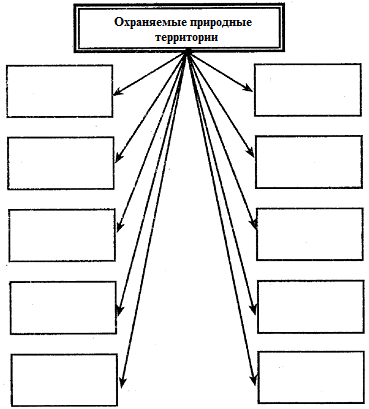 Охраняемые природные
территории